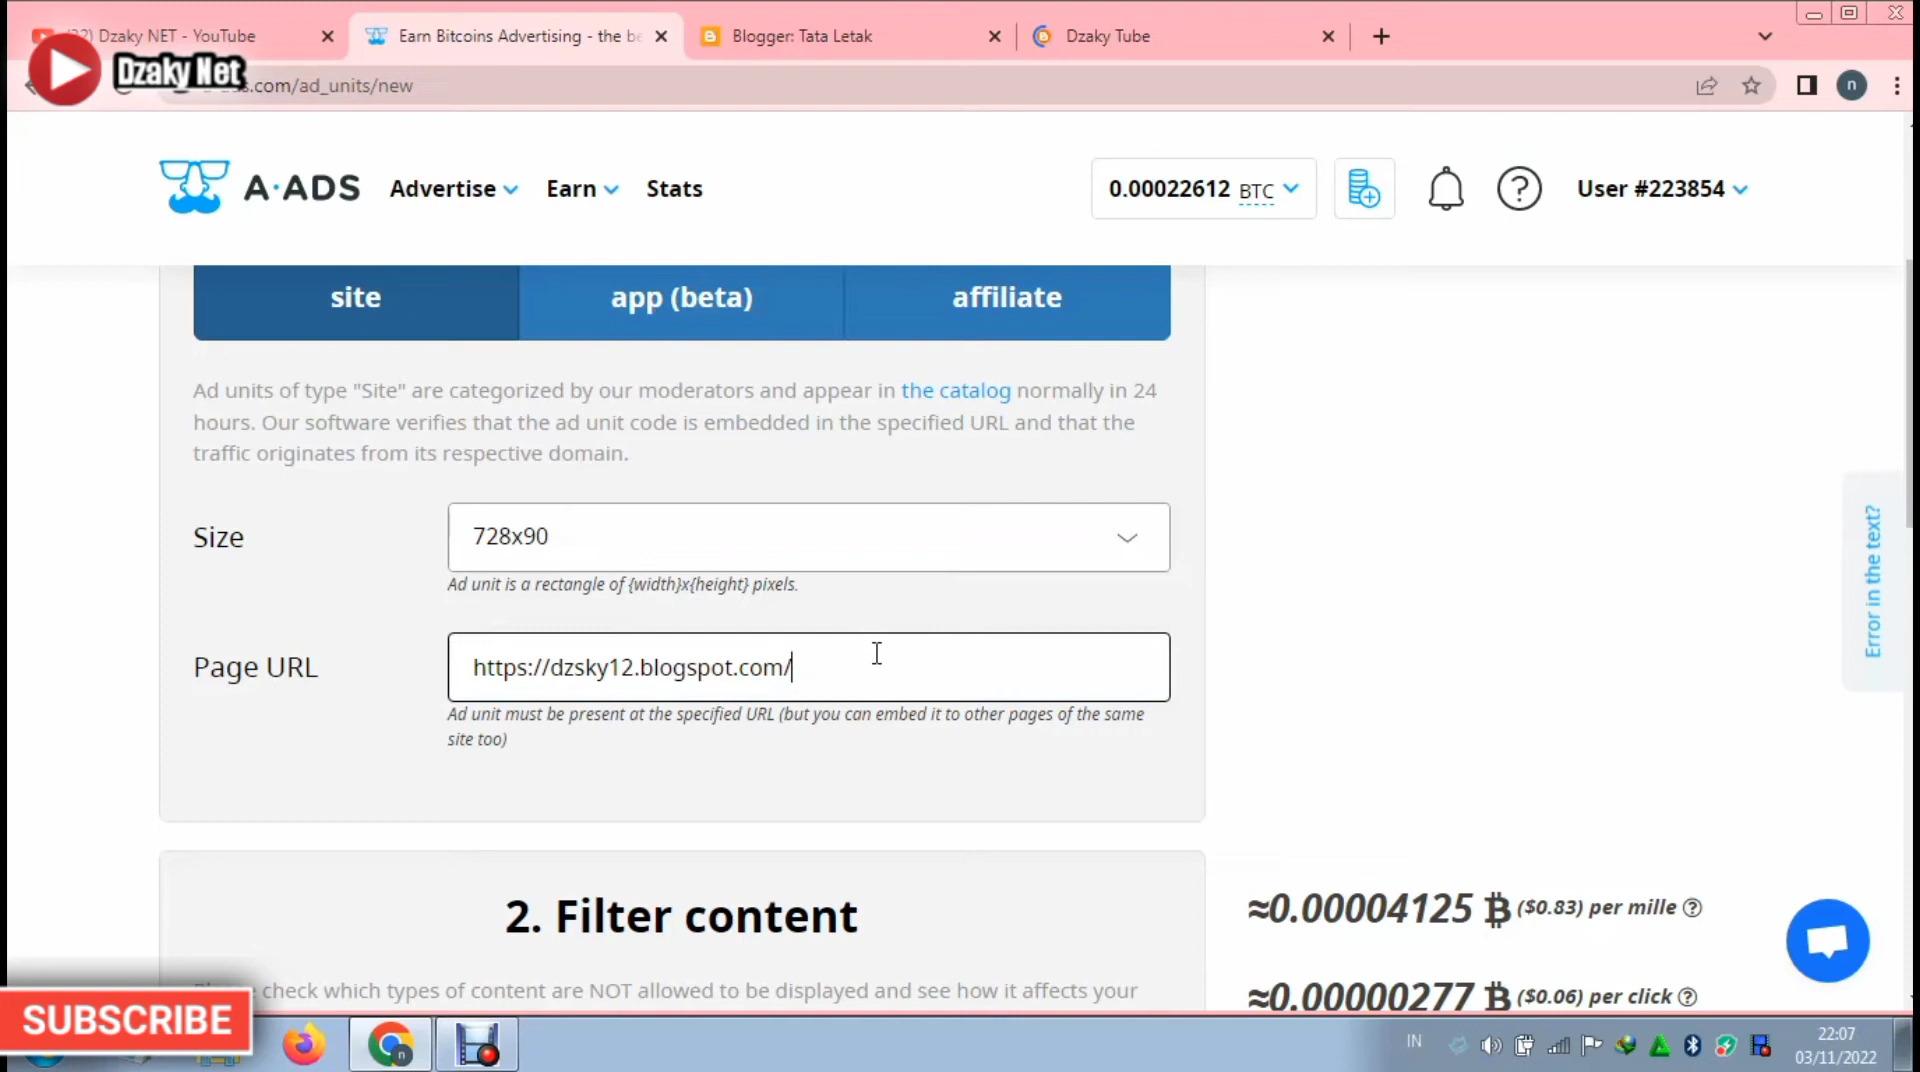 (32) Dzaky NET - YouTube
Earn Bitcoins Advertising - the be
Blogger: Tata Letak
Dzaky Tube
Dzaky Net
.com/ad_units/new
n
A-ADS
Advertise
Earn
Stats
0.00022612 BTC
User #223854
site
app (beta)
affiliate
Ad units of type "Site" are categorized by our moderators and appear in the catalog normally in 24
hours. Our software verifies that the ad unit code is embedded in the specified URL and that the
traffic originates from its respective domain.
Size
728x90
Ad unit is a rectangle of {width}x{height} pixels.
Page URL
https://dzsky12.blogspot.com/
Ad unit must be present at the specified URL (but you can embed it to other pages of the same
site too)
Error in the text?
2. Filter content
check which types of content are NOT allowed to be displayed and see how it affects your
≈0.00004125 ₿ ($0.83) per mille
≈0.00000277 ₿ ($0.06) per click
SUBSCRIBE
IN
22:07
03/11/2022